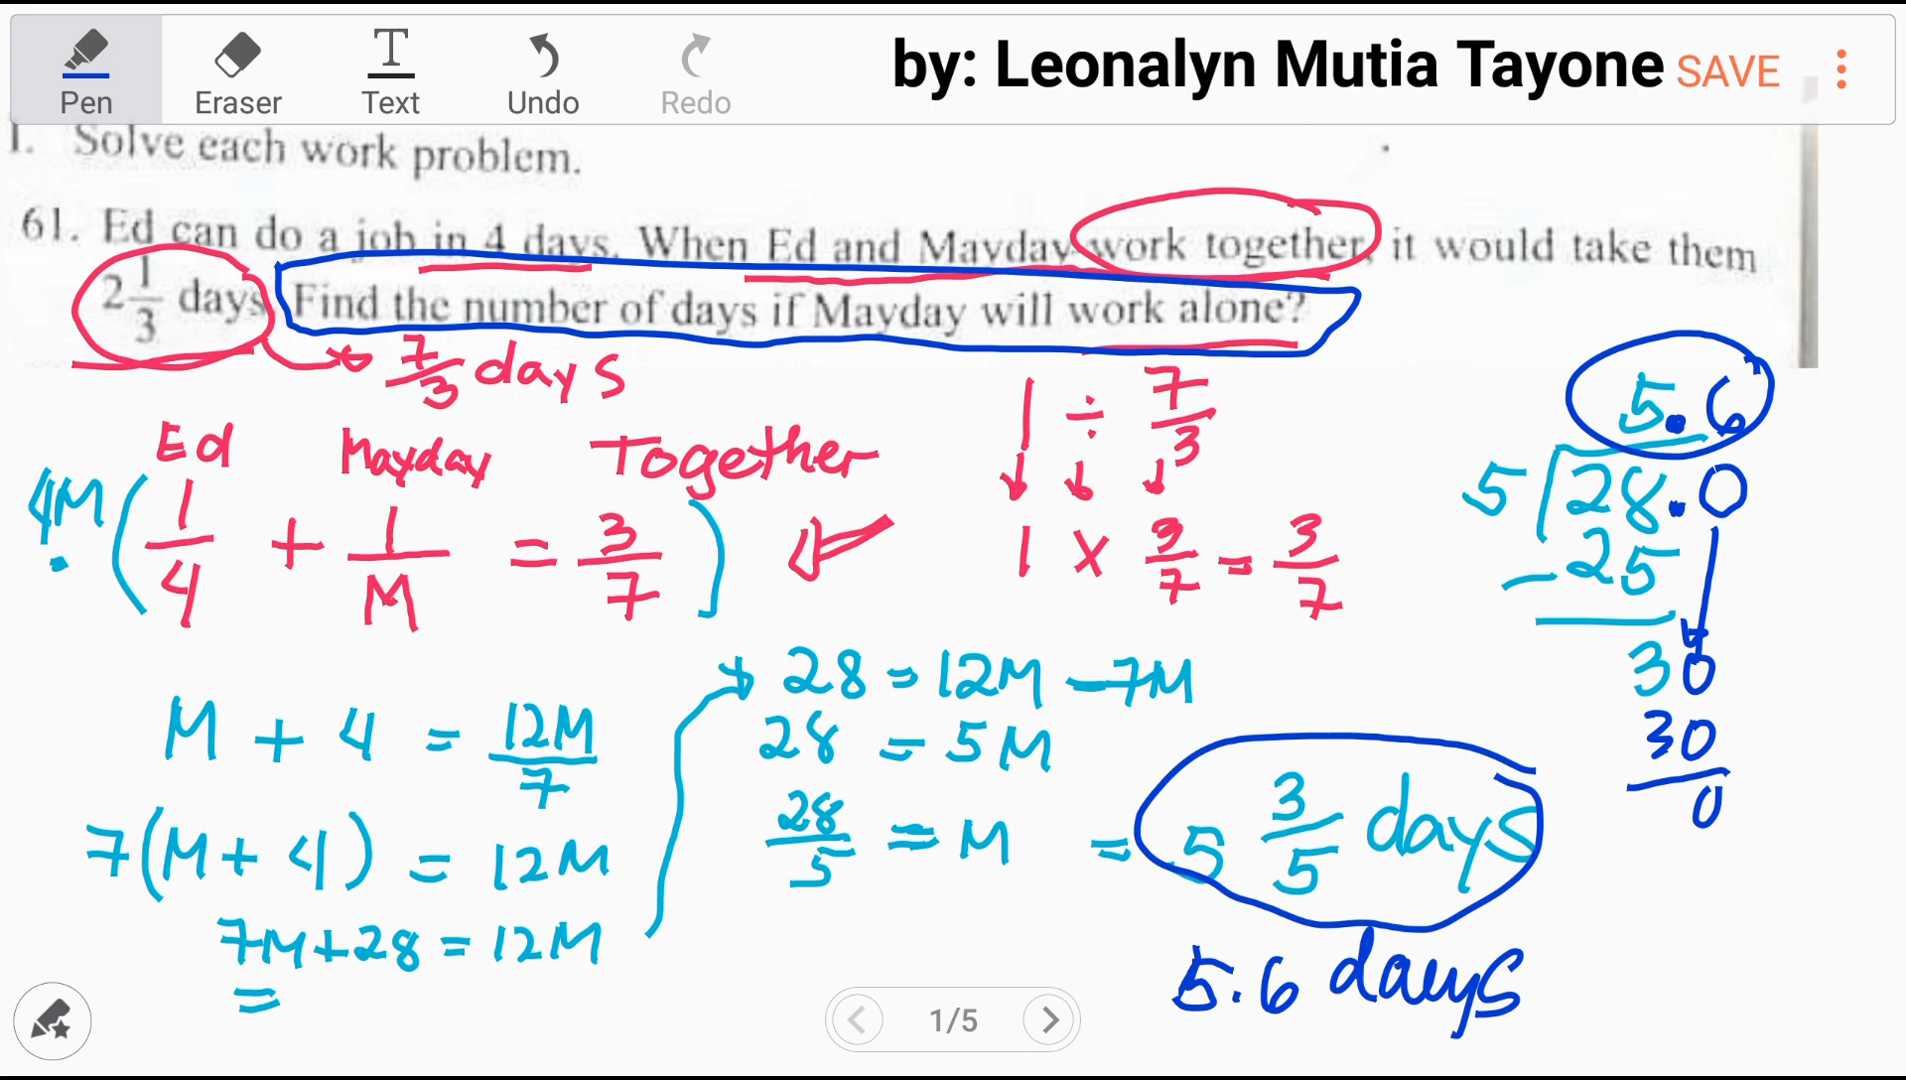 Pen Eraser Text Undo Redo by: Leonalyn Mutia Tayone SAVE
I. Solve each work problem.
61. Ed can do a job in 4 days. When Ed and Mayday work together, it would take them
2 1/3 days. Find the number of days if Mayday will work alone?
7/3 days
Ed Mayday Together
4M · ( 1/4 + 1/M = 3/7 )
1 ÷ 7/3
1 x 3/7 = 3/7
M + 4 = 12M/7
7(M + 4) = 12M
7M + 28 = 12M
=
28 = 12M - 7M
28 = 5M
28/5 = M = 5 3/5 days
5.6 days
5.6
5 28.0
- 25
30
30
0
1/5